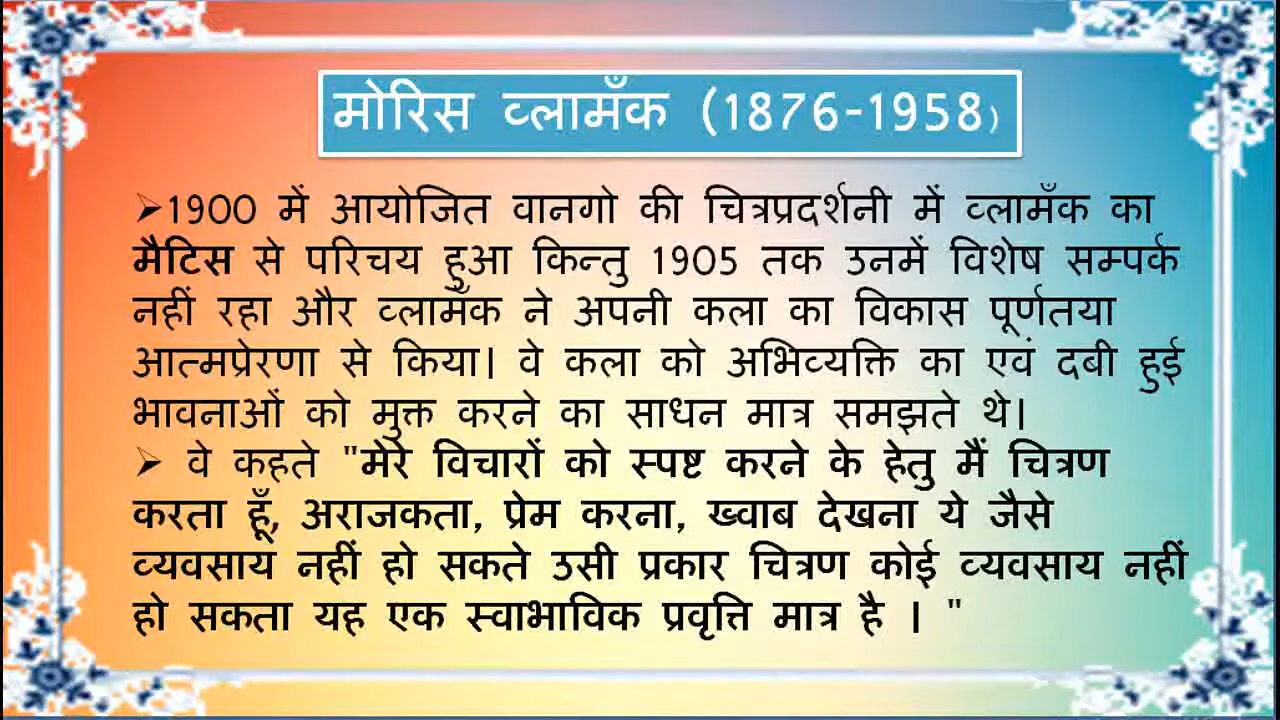 मोरिस व्लामँक (1876-1958)
➢1900 में आयोजित वानगो की चित्रप्रदर्शनी में व्लामँक का
मैटिस से परिचय हुआ किन्तु 1905 तक उनमें विशेष सम्पर्क
नहीं रहा और व्लामँक ने अपनी कला का विकास पूर्णतया
आत्मप्रेरणा से किया। वे कला को अभिव्यक्ति का एवं दबी हुई
भावनाओं को मुक्त करने का साधन मात्र समझते थे।
➢ वे कहते "मेरे विचारों को स्पष्ट करने के हेतु मैं चित्रण
करता हूँ, अराजकता, प्रेम करना, ख्वाब देखना ये जैसे
व्यवसाय नहीं हो सकते उसी प्रकार चित्रण कोई व्यवसाय नहीं
हो सकता यह एक स्वाभाविक प्रवृत्ति मात्र है । "